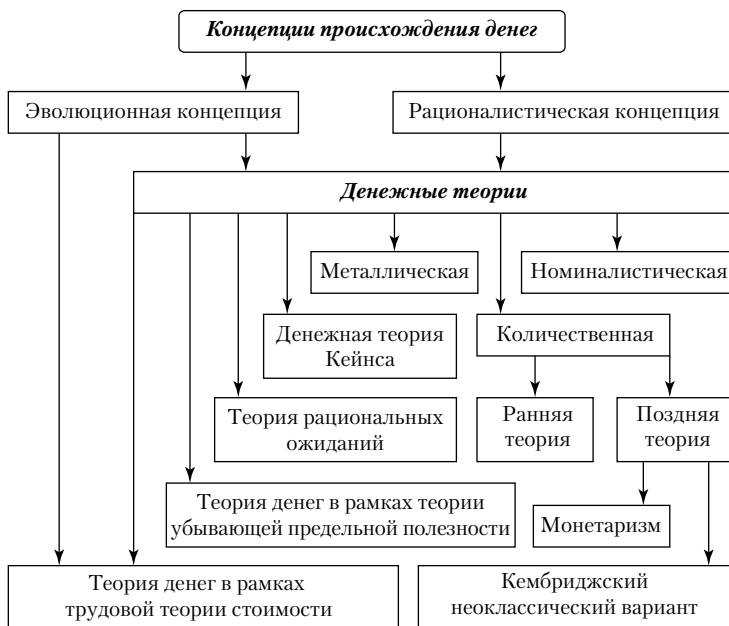 Концепции происхождения денег
Эволюционная концепция
Рационалистическая концепция
Денежные теории
Металлическая
Номиналистическая
Денежная теория
Кейнса
Количественная
Теория рациональных
ожиданий
Ранняя
теория
Поздняя
теория
Теория денег в рамках теории
убывающей предельной полезности
Монетаризм
Теория денег в рамках
трудовой теории стоимости
Кембриджский
неоклассический вариант